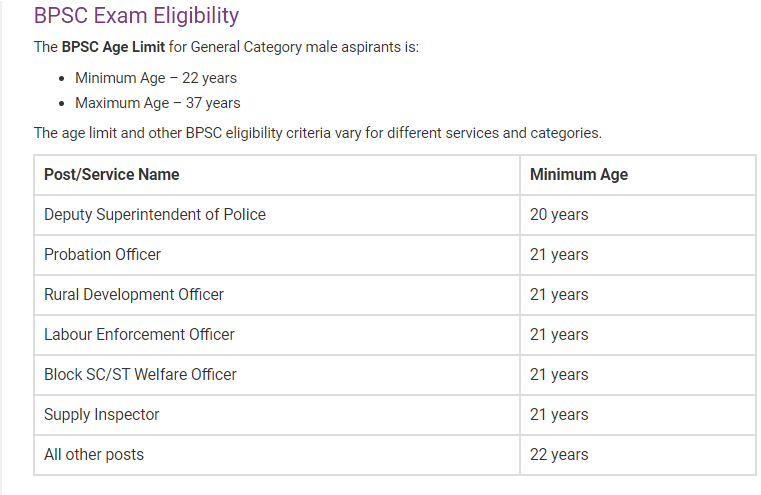 BPSC Exam Eligibility
The BPSC Age Limit for General Category male aspirants is:
• Minimum Age – 22 years
• Maximum Age – 37 years
The age limit and other BPSC eligibility criteria vary for different services and categories.
Post/Service Name Minimum Age
Deputy Superintendent of Police 20 years
Probation Officer 21 years
Rural Development Officer 21 years
Labour Enforcement Officer 21 years
Block SC/ST Welfare Officer 21 years
Supply Inspector 21 years
All other posts 22 years